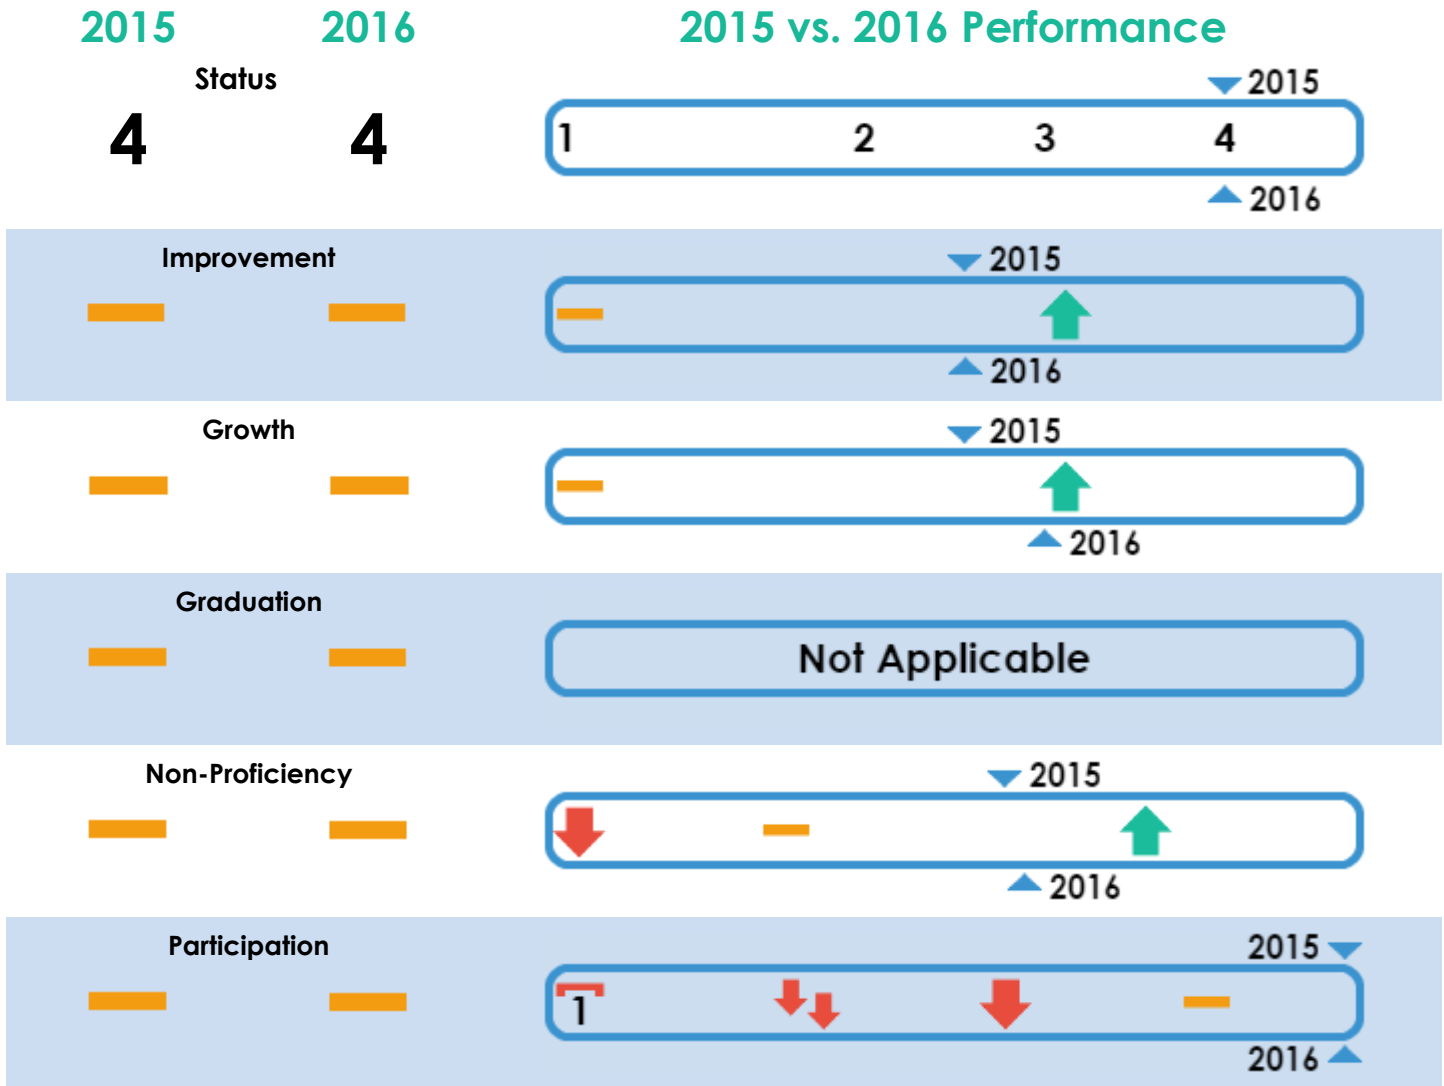 2015 2016 2015 vs. 2016 Performance
Status
2015
4 4 1 2 3 4
2016
Improvement
2015
2016
Growth
2015
2016
Graduation
Not Applicable
Non-Proficiency
2015
2016
Participation
2015
1
2016